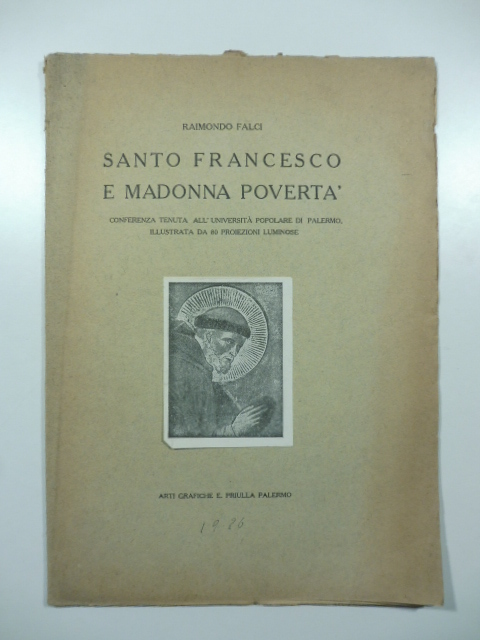 RAIMONDO FALCI
SANTO FRANCESCO
E MADONNA POVERTA'
CONFERENZA TENUTA ALL' UNIVERSITÀ POPOLARE DI PALERMO,
ILLUSTRATA DA 80 PROIEZIONI LUMINOSE
ARTI GRAFICHE E. PRIULLA PALERMO